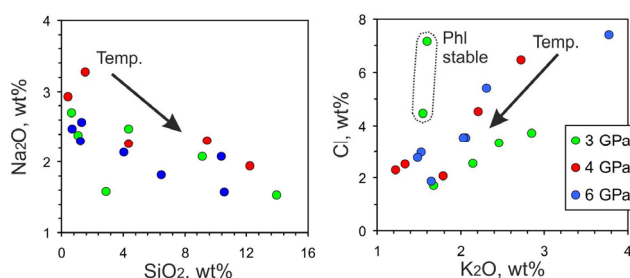 4
3
2
1
Na₂O, wt%
Temp.
0
4
8
12
16
SiO₂, wt%
8
6
4
2
0
Cl, wt%
Phl
stable
Temp.
3 GPa
4 GPa
6 GPa
1
2
3
4
K₂O, wt%